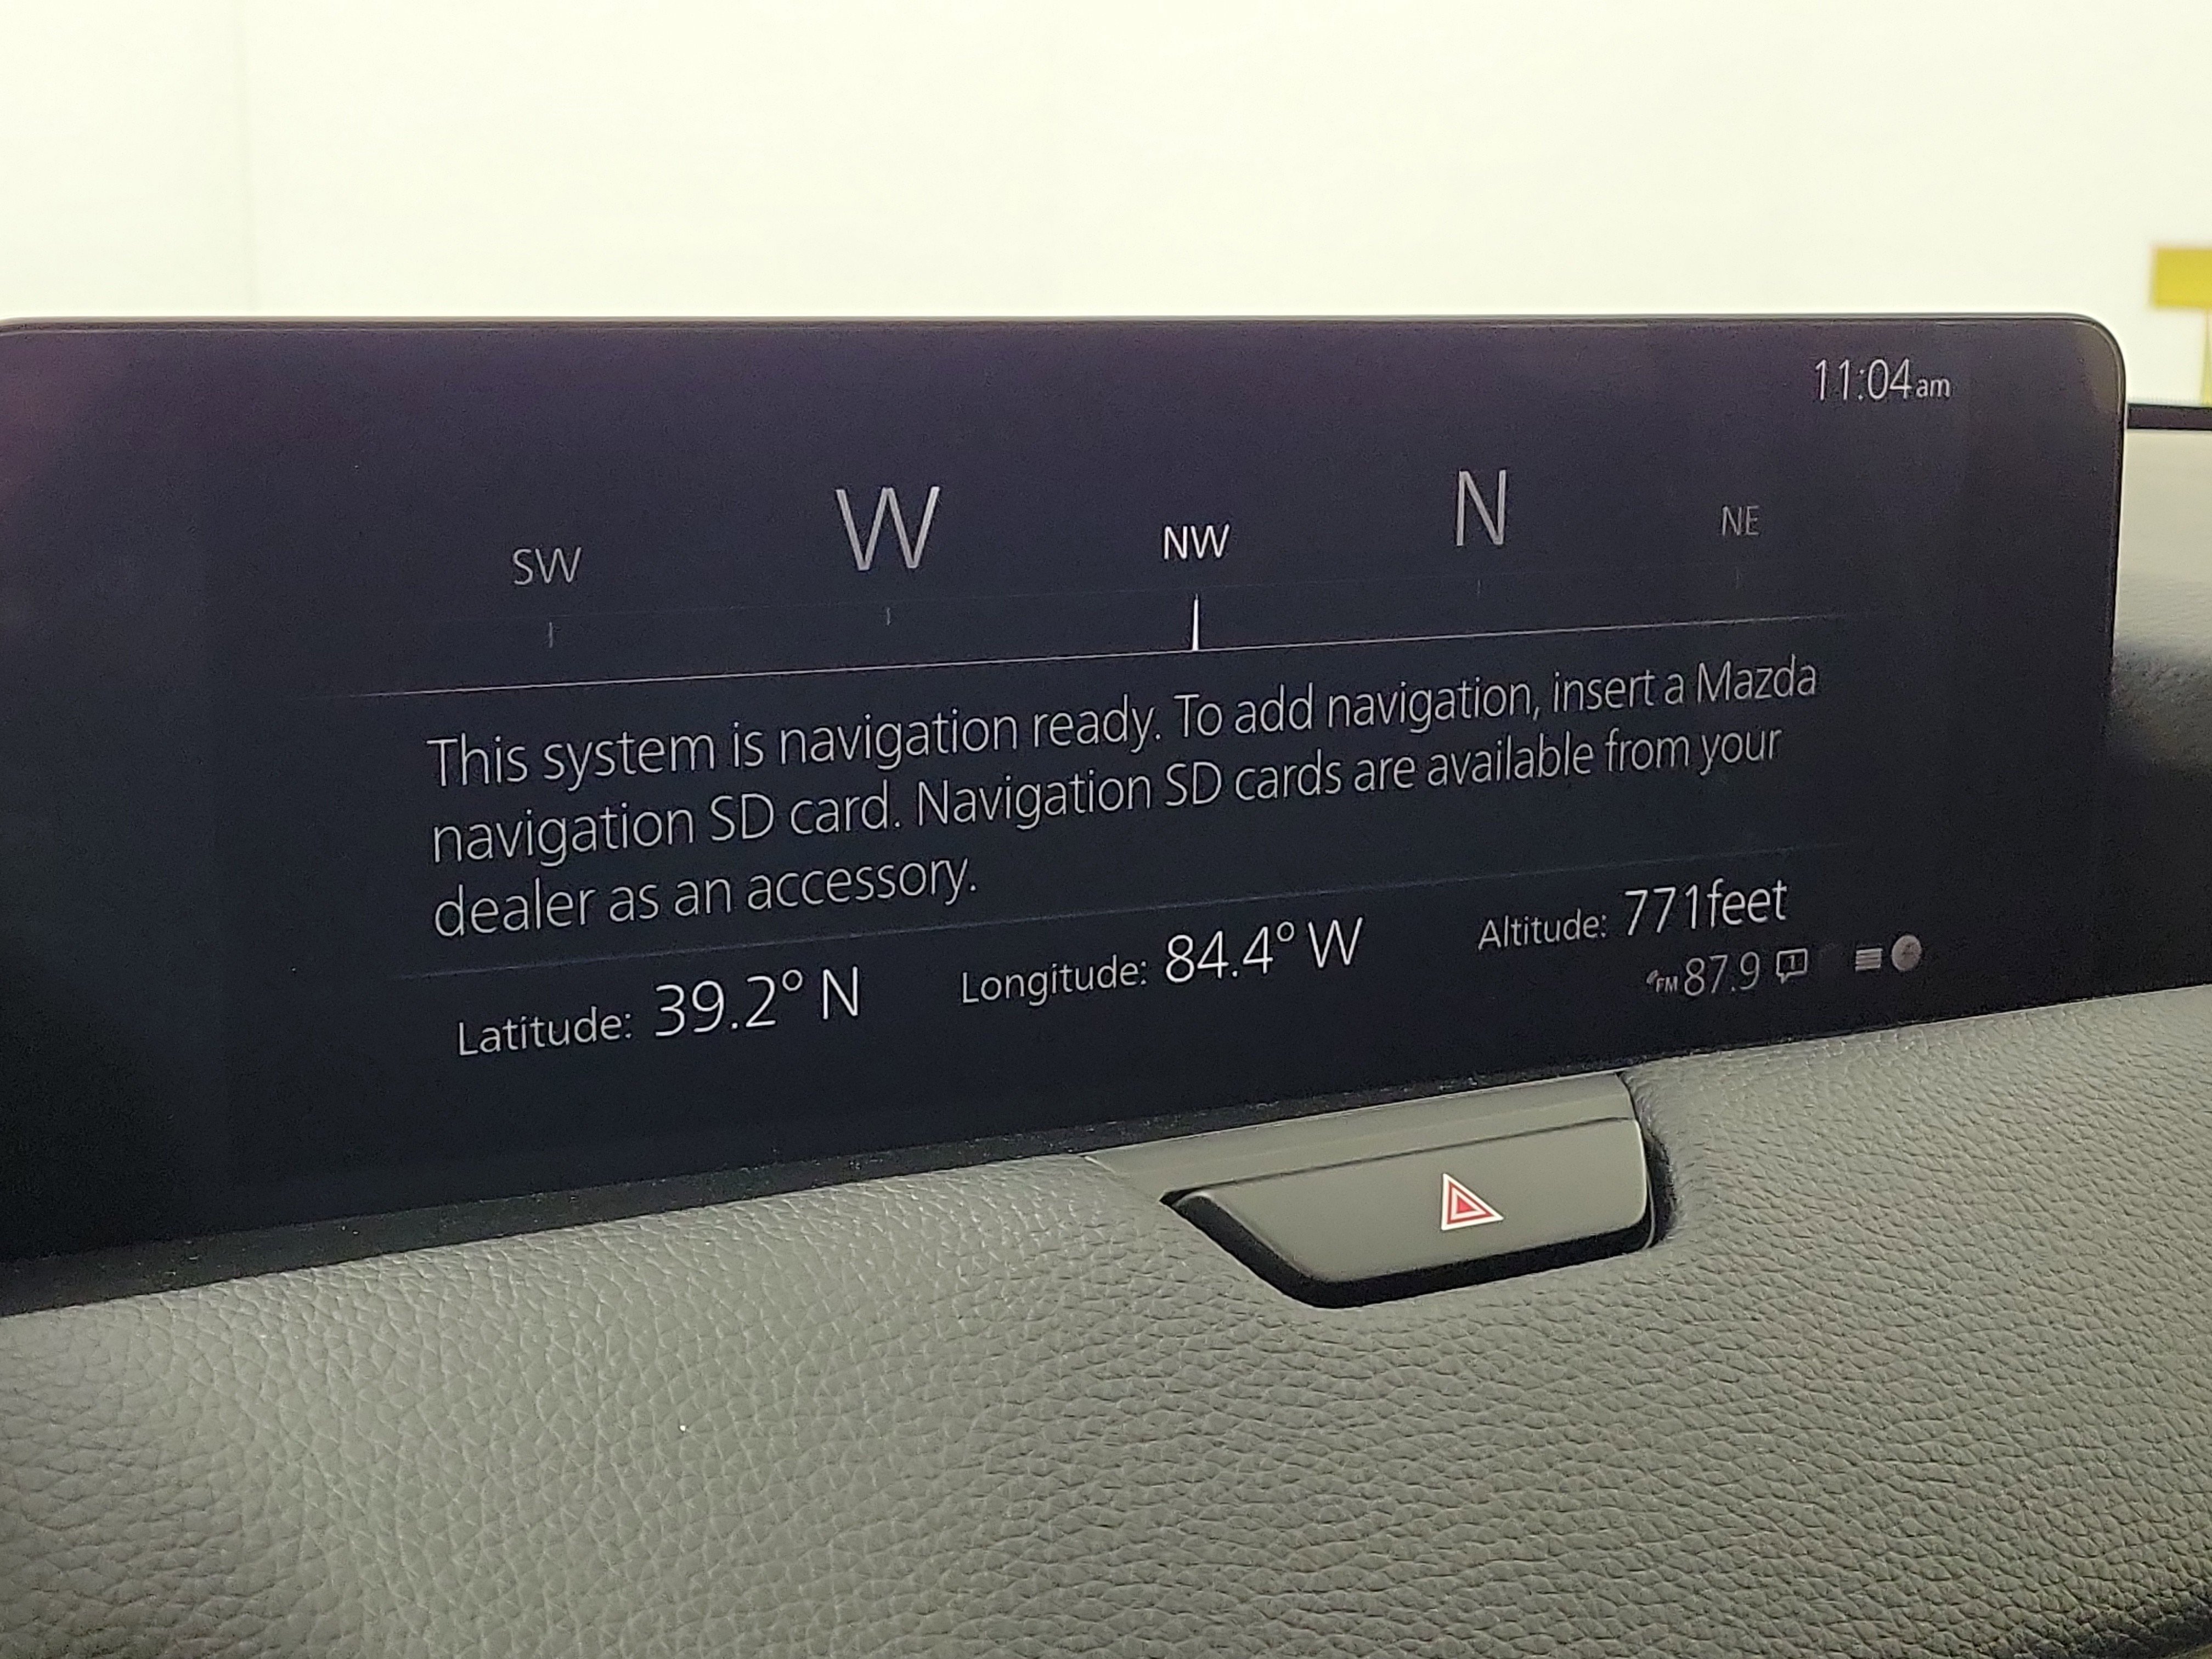 11:04am
SW W NW N NE
This system is navigation ready. To add navigation, insert a Mazda
navigation SD card. Navigation SD cards are available from your
dealer as an accessory.
Latitude: 39.2° N Longitude: 84.4° W Altitude: 771feet
FM 87.9 1